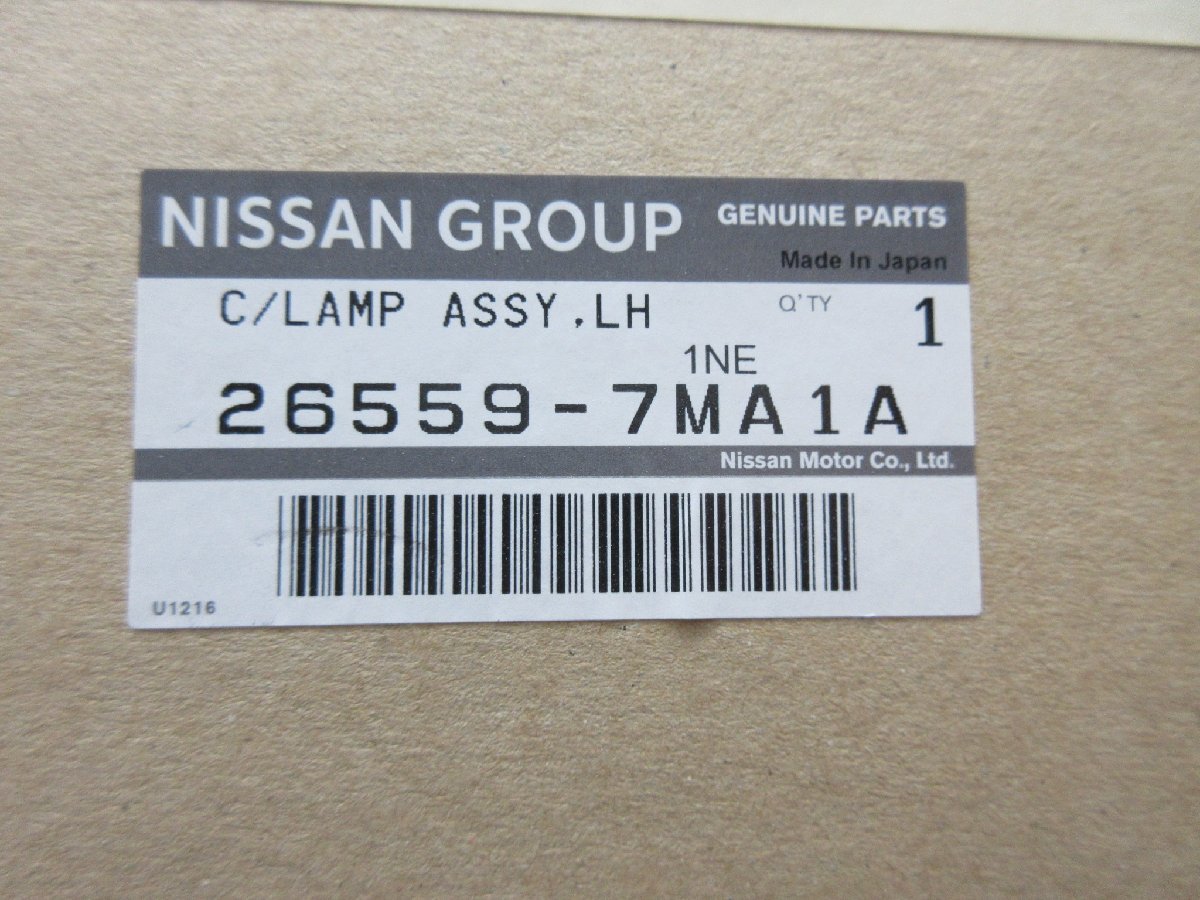 NISSAN GROUP GENUINE PARTS
Made In Japan
C/LAMP ASSY,LH Q'TY 1
1NE
26559-7MA1A
Nissan Motor Co., Ltd.
U1216